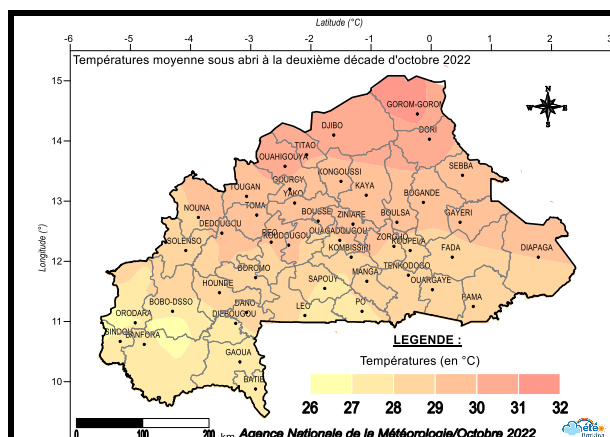 Latitude (°C)
-6 -5 -4 -3 -2 -1 0 1 2 3
Températures moyenne sous abri à la deuxième décade d'octobre 2022
15
GOROM-GOROM
N
W E
S
DJIBO
DORI
14
TITAO
OUAHIGOUYA
SEBBA
KONGOUSSI
GOURCY
TOUGAN
KAYA
YAKO
BOGANDE
13
TOMA
NOUNA
BOUSSE
ZINIARE
BOULSA
GAYERI
DEDOUGOU
REO
OUAGADOUGOU
KOUDOUGOU
ZORGHO
KOUPELA
SOLENSO
KOMBISSIRI
FADA
DIAPAGA
Longitude (°)
12
BOROMO
TENKODOGO
MANGA
SAPOUY
OUARGAYE
HOUNDE
BOBO-DSSO
DANO
LEO
PO
PAMA
ORODARA
DIEBOUGOU
11
SINDOU
BANFORA
LEGENDE :
GAOUA
Températures (en °C)
10
BATIE
26 27 28 29 30 31 32
0 100 200 km
Agence Nationale de la Météorologie/Octobre 2022
été